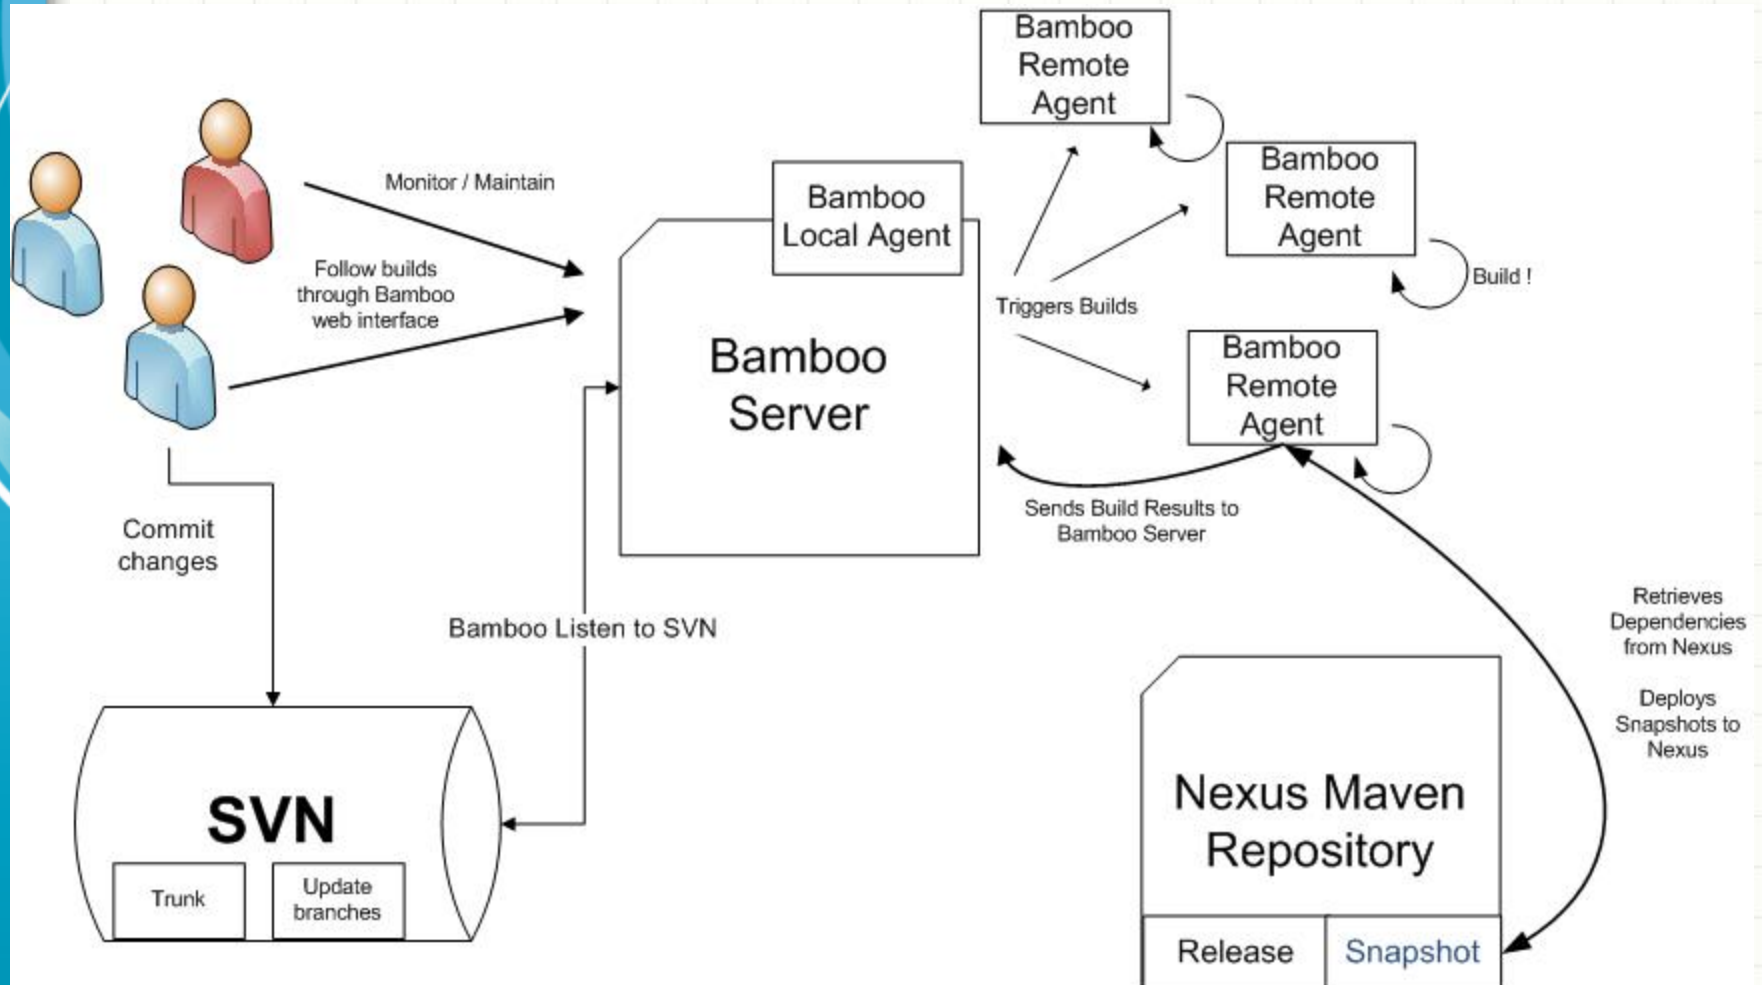 Bamboo
Remote
Agent
Monitor / Maintain
Bamboo
Local Agent
Bamboo
Remote
Agent
Follow builds
through Bamboo
web interface
Build !
Triggers Builds
Bamboo
Server
Bamboo
Remote
Agent
Sends Build Results to
Bamboo Server
Commit
changes
Bamboo Listen to SVN
Retrieves
Dependencies
from Nexus
Deploys
Snapshots to
Nexus
SVN
Trunk
Update
branches
Nexus Maven
Repository
Release
Snapshot